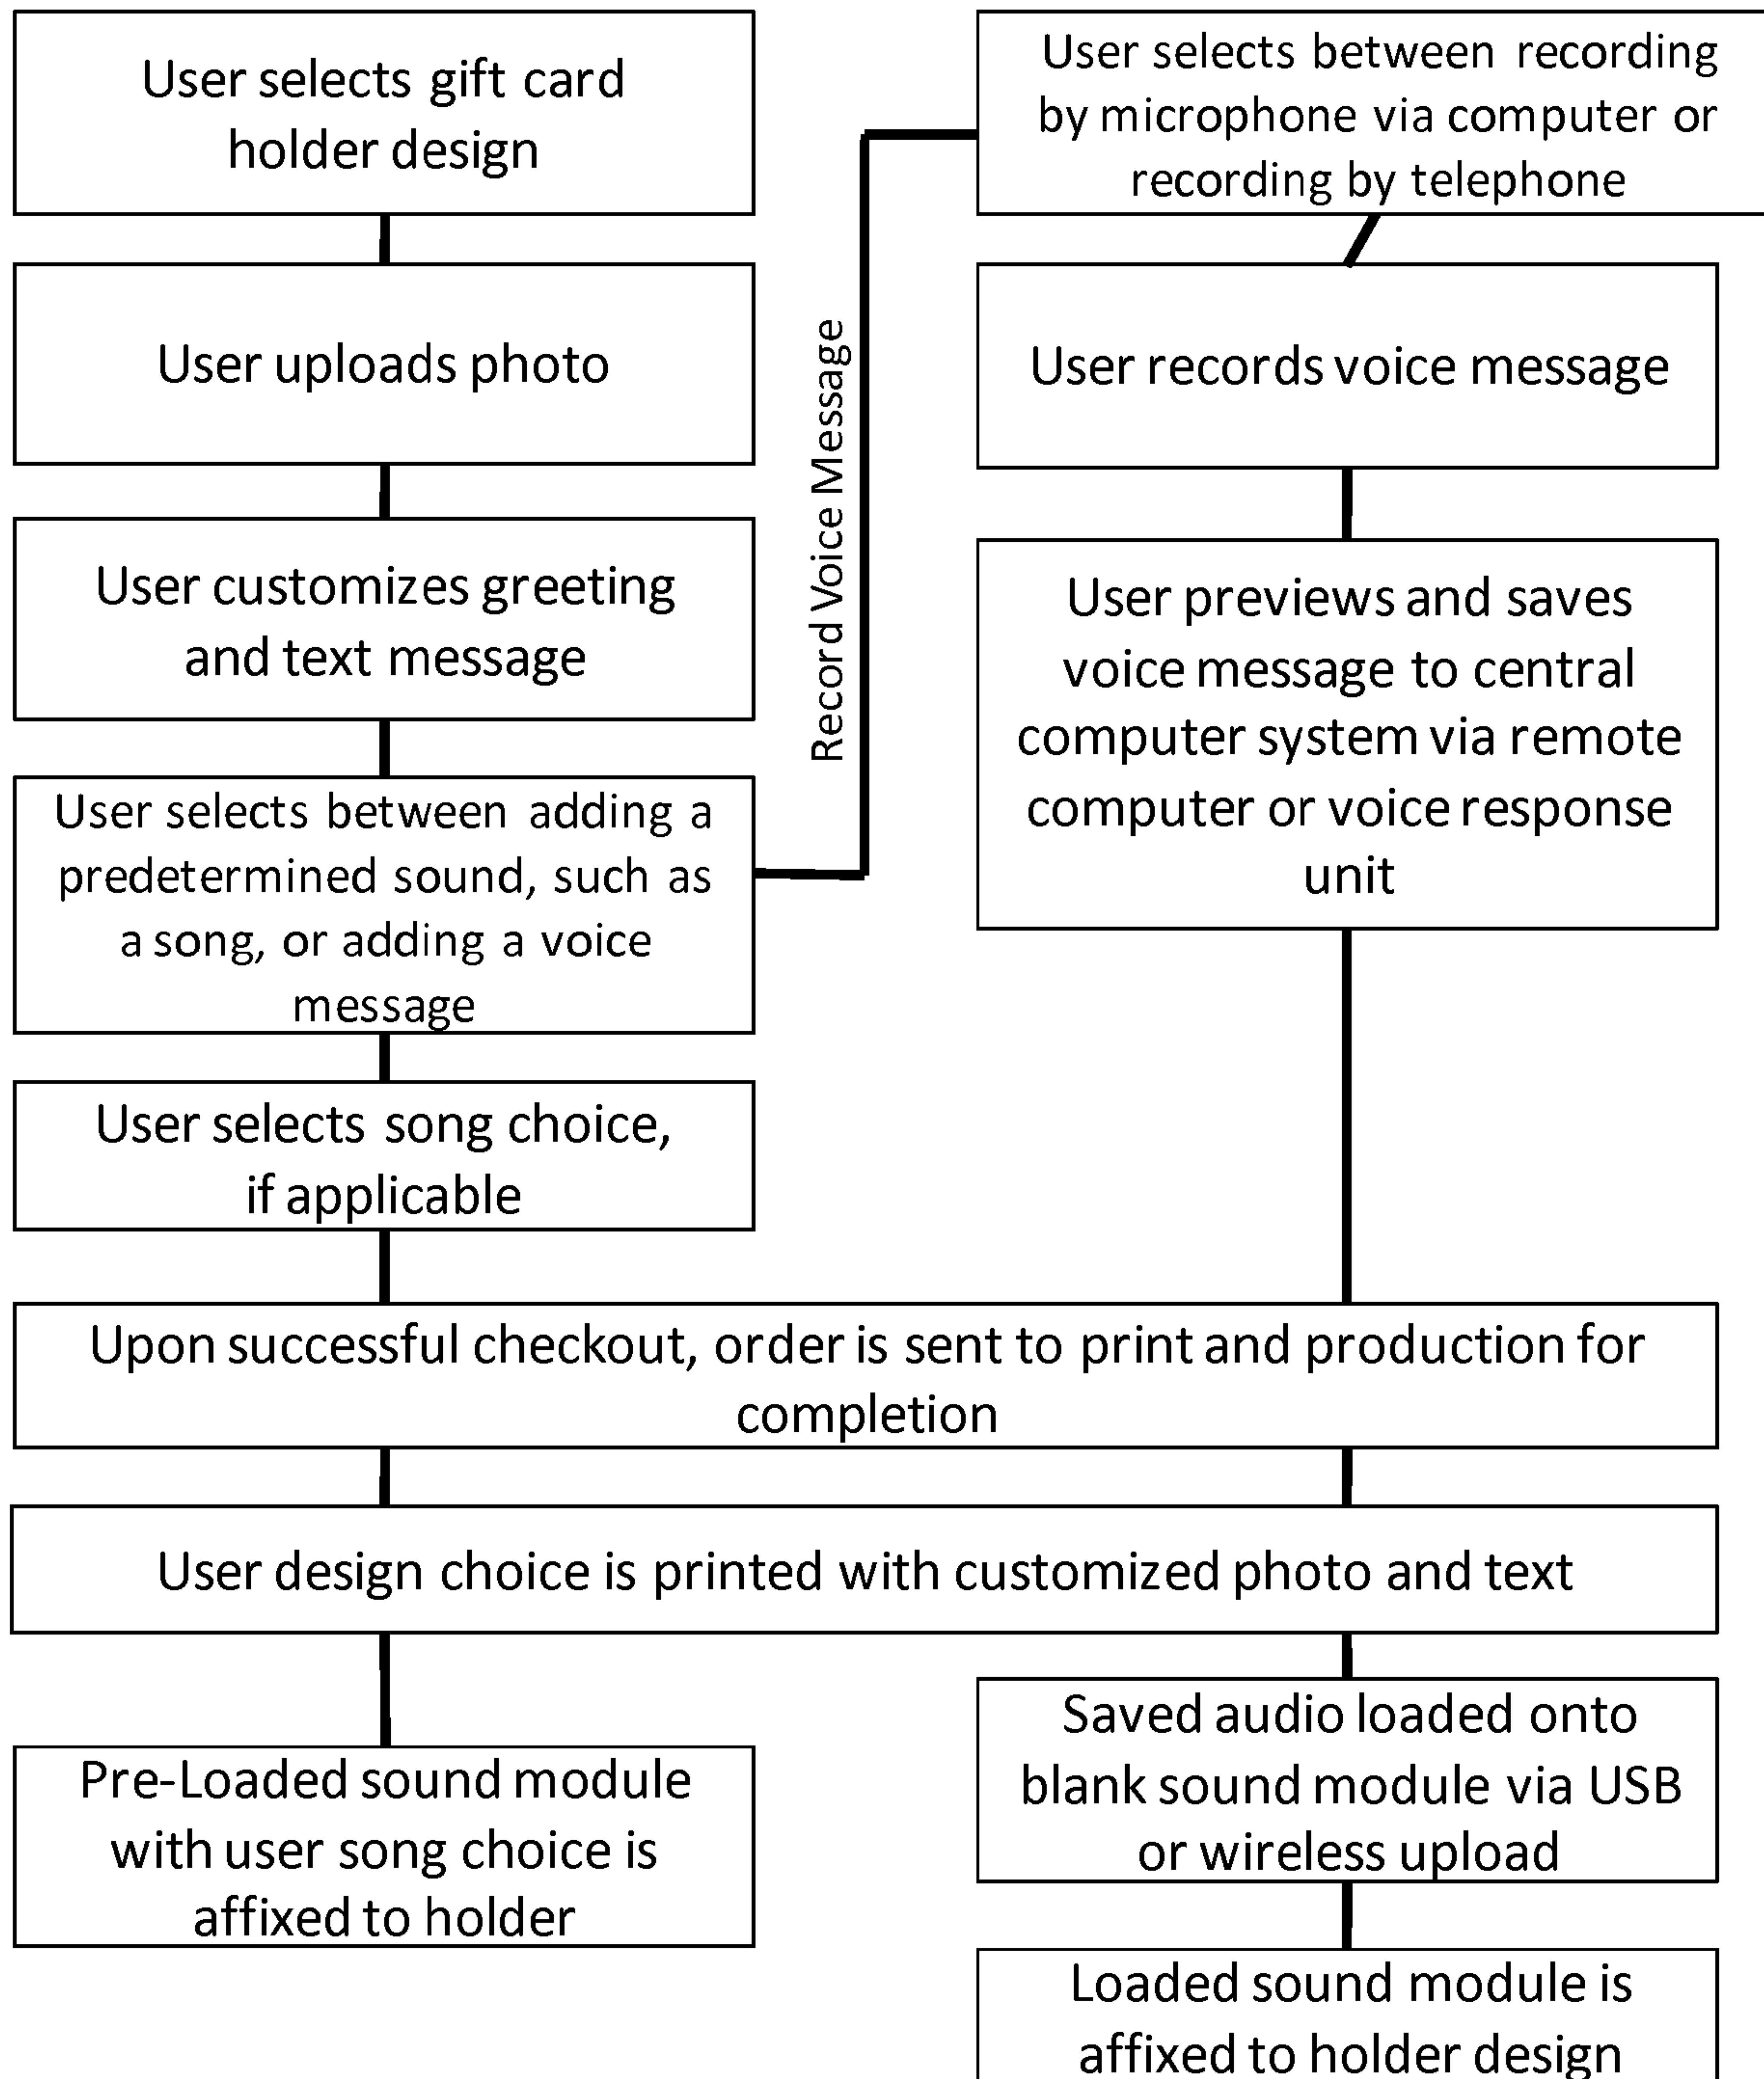 User selects gift card
holder design
User uploads photo
User customizes greeting
and text message
User selects between adding a
predetermined sound, such as
a song, or adding a voice
message
Record Voice Message
User selects between recording
by microphone via computer or
recording by telephone
User records voice message
User previews and saves
voice message to central
computer system via remote
computer or voice response
unit
User selects song choice,
if applicable
Upon successful checkout, order is sent to print and production for
completion
User design choice is printed with customized photo and text
Pre-Loaded sound module
with user song choice is
affixed to holder
Saved audio loaded onto
blank sound module via USB
or wireless upload
Loaded sound module is
affixed to holder design